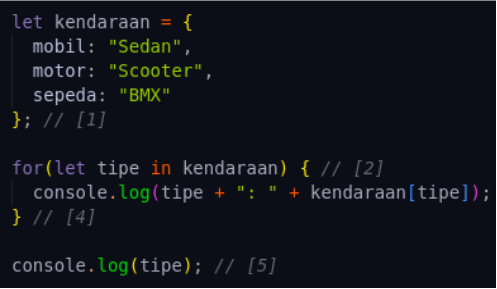 let kendaraan = {
  mobil: "Sedan",
  motor: "Scooter",
  sepeda: "BMX"
}; // [1]

for(let tipe in kendaraan) { // [2]
  console.log(tipe + ": " + kendaraan[tipe]);
} // [4]

console.log(tipe); // [5]